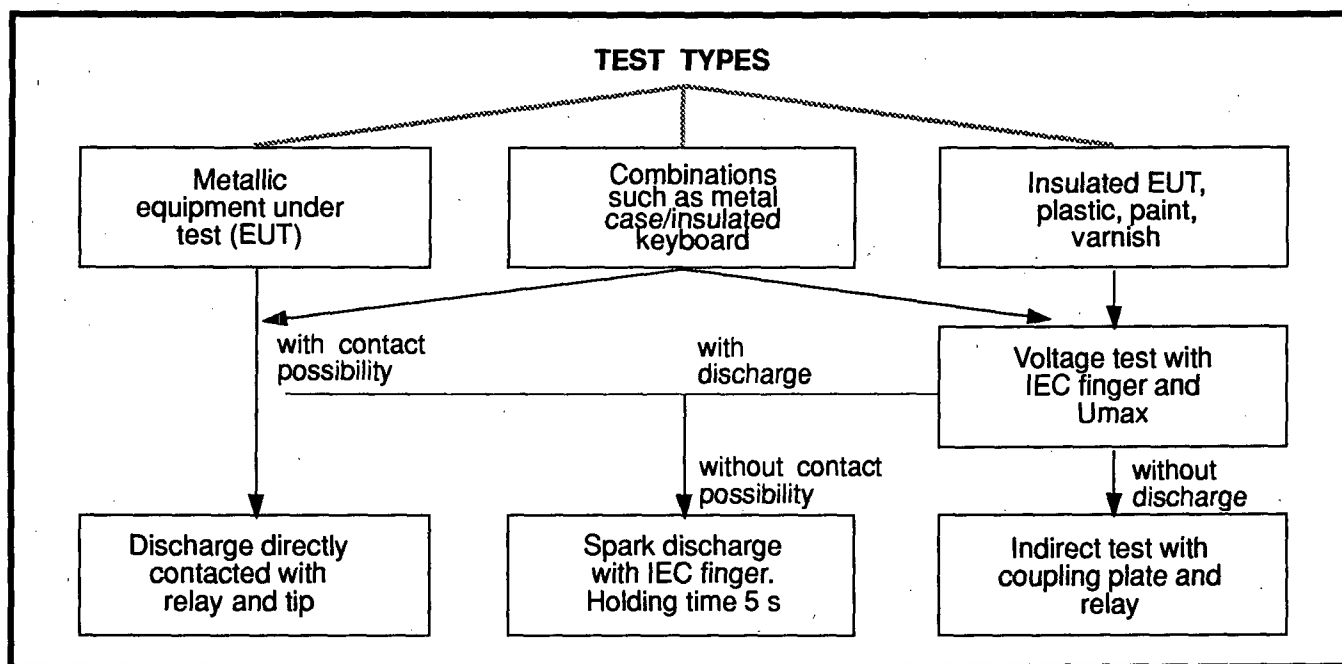 TEST TYPES
Metallic
equipment under
test (EUT)
Combinations
such as metal
case/insulated
keyboard
Insulated EUT,
plastic, paint,
varnish
with contact
possibility
with
discharge
Voltage test with
IEC finger and
Umax
without contact
possibility
without
discharge
Discharge directly
contacted with
relay and tip
Spark discharge
with IEC finger.
Holding time 5 s
Indirect test with
coupling plate and
relay